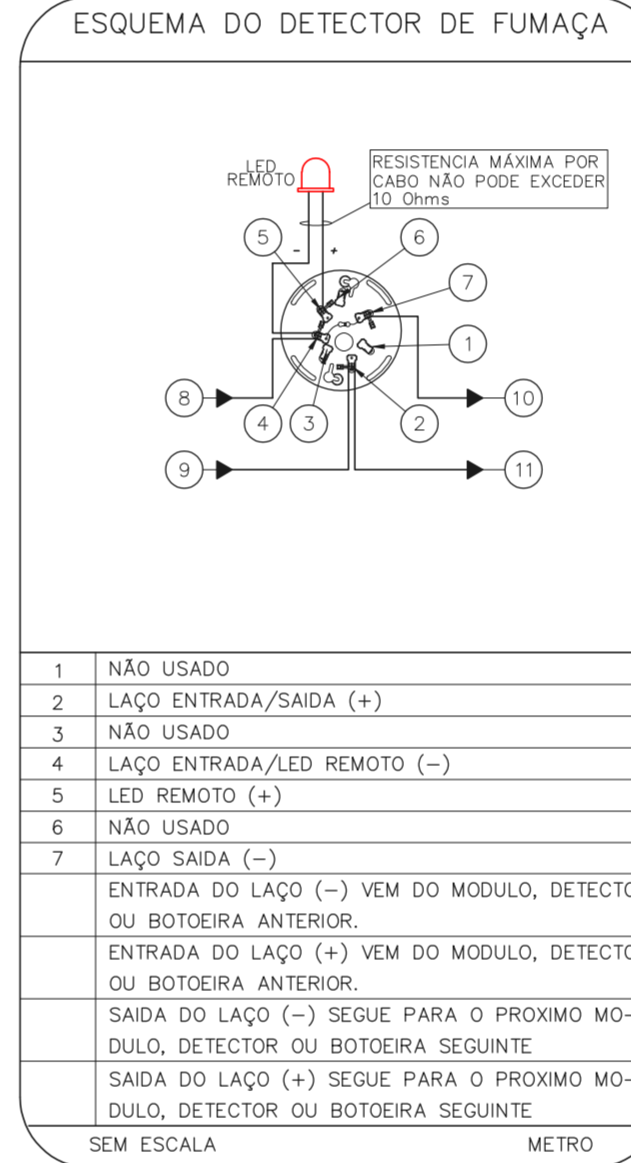 ESQUEMA DO DETECTOR DE FUMAÇA
LED
REMOTO
RESISTENCIA MÁXIMA POR
CABO NÃO PODE EXCEDER
10 Ohms
5
6
- +
7
1
8
10
4
3
2
9
11
1 NÃO USADO
2 LAÇO ENTRADA/SAIDA (+)
3 NÃO USADO
4 LAÇO ENTRADA/LED REMOTO (-)
5 LED REMOTO (+)
6 NÃO USADO
7 LAÇO SAIDA (-)
ENTRADA DO LAÇO (-) VEM DO MODULO, DETECTO
OU BOTOEIRA ANTERIOR.
ENTRADA DO LAÇO (+) VEM DO MODULO, DETECTO
OU BOTOEIRA ANTERIOR.
SAIDA DO LAÇO (-) SEGUE PARA O PROXIMO MO-
DULO, DETECTOR OU BOTOEIRA SEGUINTE
SAIDA DO LAÇO (+) SEGUE PARA O PROXIMO MO-
DULO, DETECTOR OU BOTOEIRA SEGUINTE
SEM ESCALA METRO